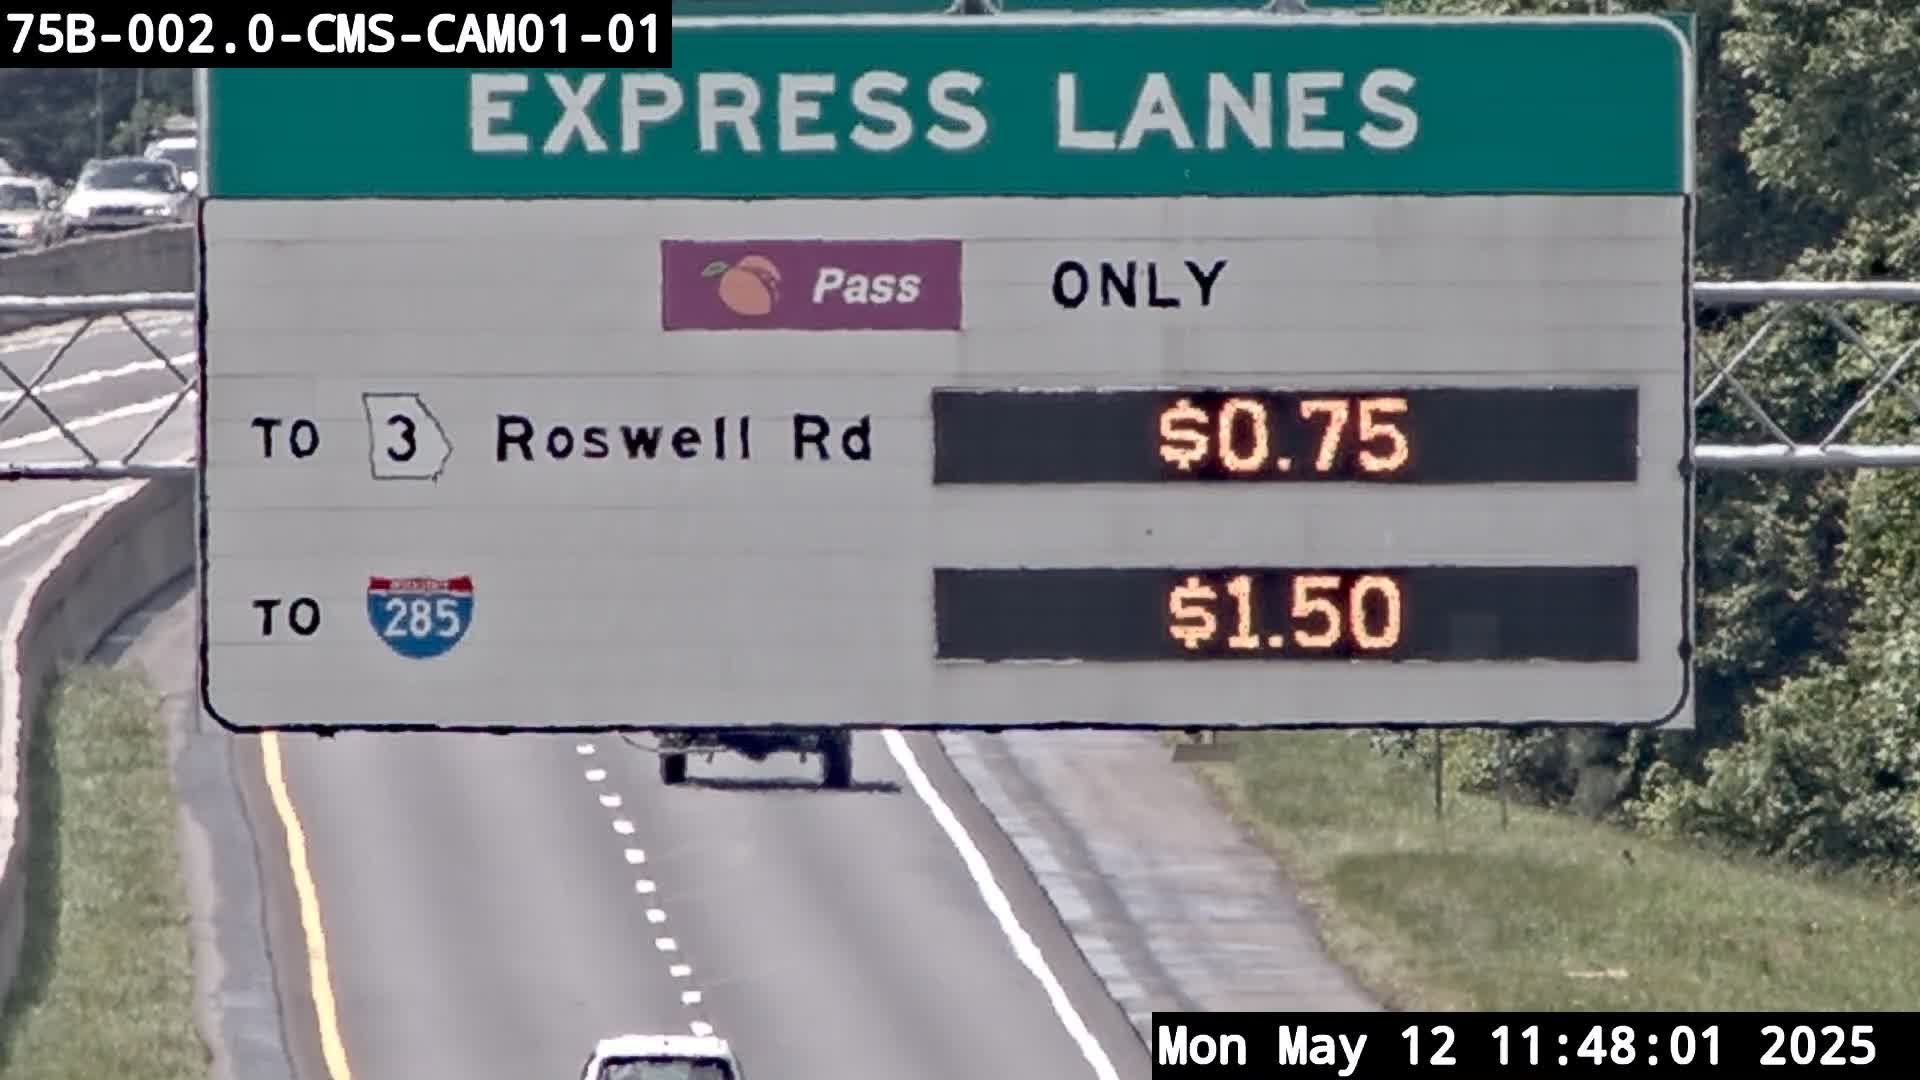 75B-002.0-CMS-CAM01-01
EXPRESS LANES
Pass ONLY
TO 3 Roswell Rd $0.75
TO 285 $1.50
Mon May 12 11:48:01 2025